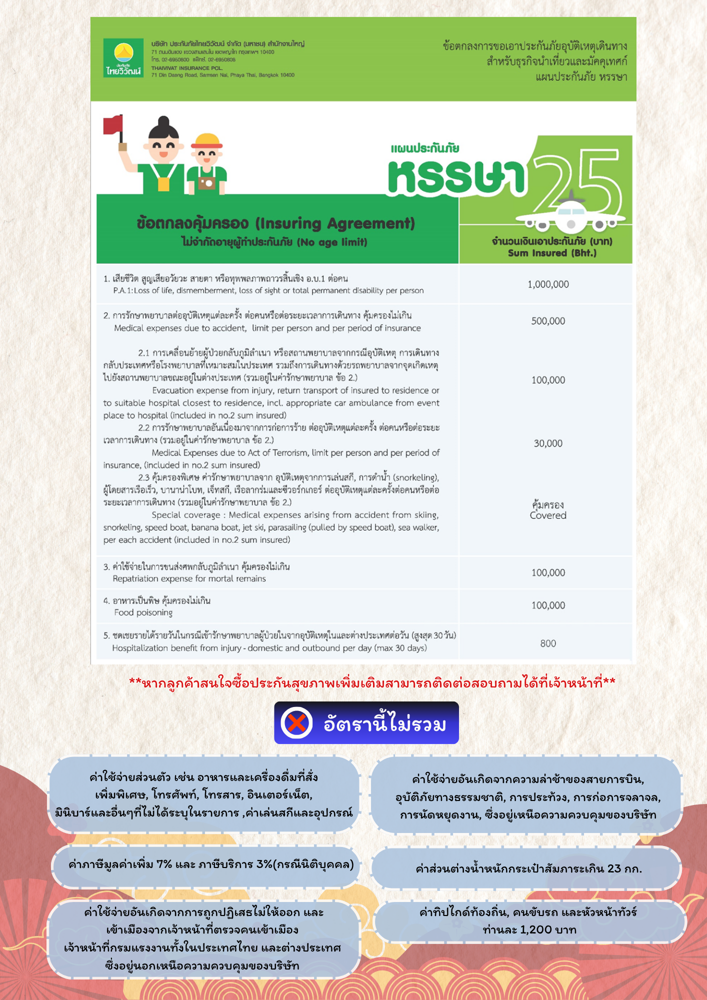 ประกันภัย
ไทยวิวัฒน์
บริษัท ประกันภัยไทยวิวัฒน์ จำกัด (มหาชน) สำนักงานใหญ่
71 ถนนดินแดง แขวงสามเสนใน เขตพญาไท กรุงเทพฯ 10400
โทร. 02-6950800 แฟ็กซ์. 02-6950808
THAIVIVAT INSURANCE PCL.
71 Din Daeng Road, Samsen Nai, Phaya Thai, Bangkok 10400
ข้อตกลงการขอเอาประกันภัยอุบัติเหตุเดินทาง
สำหรับธุรกิจนำเที่ยวและมัคคุเทศก์
แผนประกันภัย หรรษา
แผนประกันภัย
หรรษา 25
ข้อตกลงคุ้มครอง (Insuring Agreement)
ไม่จำกัดอายุผู้ทำประกันภัย (No age limit)
จำนวนเงินเอาประกันภัย (บาท)
Sum Insured (Bht.)
1. เสียชีวิต สูญเสียอวัยวะ สายตา หรือทุพพลภาพถาวรสิ้นเชิง อ.บ.1 ต่อคน
P.A.1:Loss of life, dismemberment, loss of sight or total permanent disability per person
1,000,000
2. การรักษาพยาบาลต่ออุบัติเหตุแต่ละครั้ง ต่อคนหรือต่อระยะเวลาการเดินทาง คุ้มครองไม่เกิน
Medical expenses due to accident, limit per person and per period of insurance
500,000
2.1 การเคลื่อนย้ายผู้ป่วยกลับภูมิลำเนา หรือสถานพยาบาลจากกรณีอุบัติเหตุ การเดินทาง
กลับประเทศหรือโรงพยาบาลที่เหมาะสมในประเทศ รวมถึงการเดินทางด้วยรถพยาบาลจากจุดเกิดเหตุ
ไปยังสถานพยาบาลขณะอยู่ในต่างประเทศ (รวมอยู่ในค่ารักษาพยาบาล ข้อ 2.)
Evacuation expense from injury, return transport of insured to residence or
to suitable hospital closest to residence, incl. appropriate car ambulance from event
place to hospital (included in no.2 sum insured)
100,000
2.2 การรักษาพยาบาลอันเนื่องมาจากการก่อการร้าย ต่ออุบัติเหตุแต่ละครั้ง ต่อคนหรือต่อระยะ
เวลาการเดินทาง (รวมอยู่ในค่ารักษาพยาบาล ข้อ 2.)
Medical Expenses due to Act of Terrorism, limit per person and per period of
insurance, (included in no.2 sum insured)
30,000
2.3 คุ้มครองพิเศษ ค่ารักษาพยาบาลจาก อุบัติเหตุจากการเล่นสกี, การดำน้ำ (snorkeling),
ผู้โดยสารเรือเร็ว, บานาน่าโบท, เจ็ทสกี, เรือลากร่มและซีวอร์กเกอร์ ต่ออุบัติเหตุแต่ละครั้งต่อคนหรือต่อ
ระยะเวลาการเดินทาง (รวมอยู่ในค่ารักษาพยาบาล ข้อ 2.)
Special coverage : Medical expenses arising from accident from skiing,
snorkeling, speed boat, banana boat, jet ski, parasailing (pulled by speed boat), sea walker,
per each accident (included in no.2 sum insured)
คุ้มครอง
Covered
3. ค่าใช้จ่ายในการขนส่งศพกลับภูมิลำเนา คุ้มครองไม่เกิน
Repatriation expense for mortal remains
100,000
4. อาหารเป็นพิษ คุ้มครองไม่เกิน
Food poisoning
100,000
5. ชดเชยรายได้รายวันในกรณีเข้ารักษาพยาบาลผู้ป่วยในจากอุบัติเหตุในและต่างประเทศต่อวัน (สูงสุด 30 วัน)
Hospitalization benefit from injury - domestic and outbound per day (max 30 days)
800
**หากลูกค้าสนใจซื้อประกันสุขภาพเพิ่มเติมสามารถติดต่อสอบถามได้ที่เจ้าหน้าที่**
อัตรานี้ไม่รวม
ค่าใช้จ่ายส่วนตัว เช่น อาหารและเครื่องดื่มที่สั่ง
เพิ่มพิเศษ, โทรศัพท์, โทรสาร, อินเตอร์เน็ต,
มินิบาร์และอื่นๆที่ไม่ได้ระบุในรายการ ,ค่าเล่นสกีและอุปกรณ์
ค่าใช้จ่ายอันเกิดจากความล่าช้าของสายการบิน,
อุบัติภัยทางธรรมชาติ, การประท้วง, การก่อการจลาจล,
การนัดหยุดงาน, ซึ่งอยู่เหนือความควบคุมของบริษัท
ค่าภาษีมูลค่าเพิ่ม 7% และ ภาษีบริการ 3%(กรณีนิติบุคคล)
ค่าส่วนต่างน้ำหนักกระเป๋าสัมภาระเกิน 23 กก.
ค่าใช้จ่ายอันเกิดจากการถูกปฏิเสธไม่ให้ออก และ
เข้าเมืองจากเจ้าหน้าที่ตรวจคนเข้าเมือง
เจ้าหน้าที่กรมแรงงานทั้งในประเทศไทย และต่างประเทศ
ซึ่งอยู่นอกเหนือความควบคุมของบริษัท
ค่าทิปไกด์ท้องถิ่น, คนขับรถ และหัวหน้าทัวร์
ท่านละ 1,200 บาท